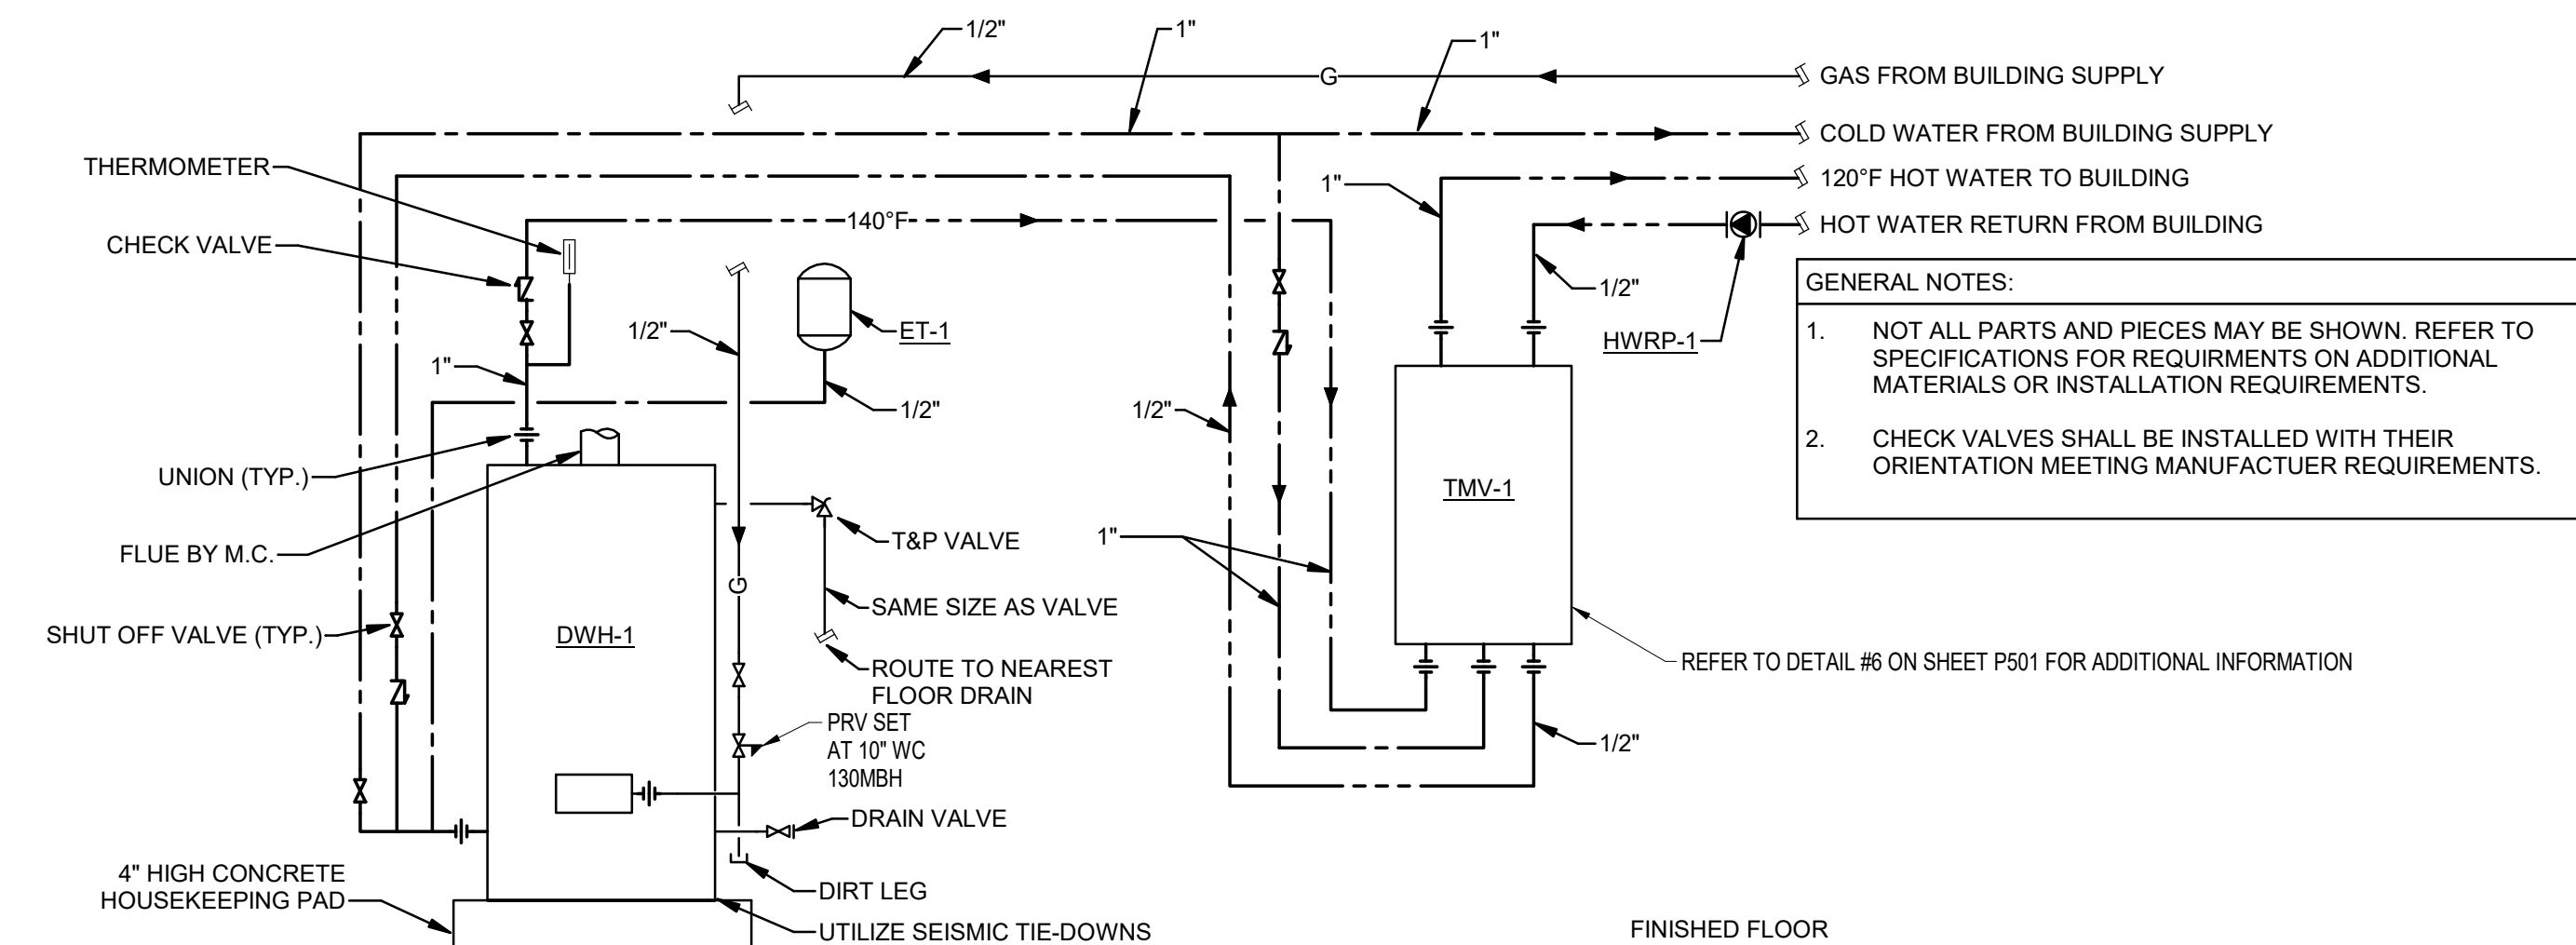 1/2"
1"
1"
G
GAS FROM BUILDING SUPPLY
COLD WATER FROM BUILDING SUPPLY
THERMOMETER
1"
120°F HOT WATER TO BUILDING
140°F
HOT WATER RETURN FROM BUILDING
CHECK VALVE
1/2"
HWRP-1
GENERAL NOTES:
1. NOT ALL PARTS AND PIECES MAY BE SHOWN. REFER TO
SPECIFICATIONS FOR REQUIRMENTS ON ADDITIONAL
MATERIALS OR INSTALLATION REQUIREMENTS.
2. CHECK VALVES SHALL BE INSTALLED WITH THEIR
ORIENTATION MEETING MANUFACTUER REQUIREMENTS.
1/2"
ET-1
1"
1/2"
1/2"
UNION (TYP.)
TMV-1
FLUE BY M.C.
T&P VALVE
1"
G
SAME SIZE AS VALVE
SHUT OFF VALVE (TYP.)
DWH-1
ROUTE TO NEAREST
FLOOR DRAIN
REFER TO DETAIL #6 ON SHEET P501 FOR ADDITIONAL INFORMATION
PRV SET
AT 10" WC
130MBH
1/2"
DRAIN VALVE
4" HIGH CONCRETE
HOUSEKEEPING PAD
DIRT LEG
UTILIZE SEISMIC TIE-DOWNS
FINISHED FLOOR